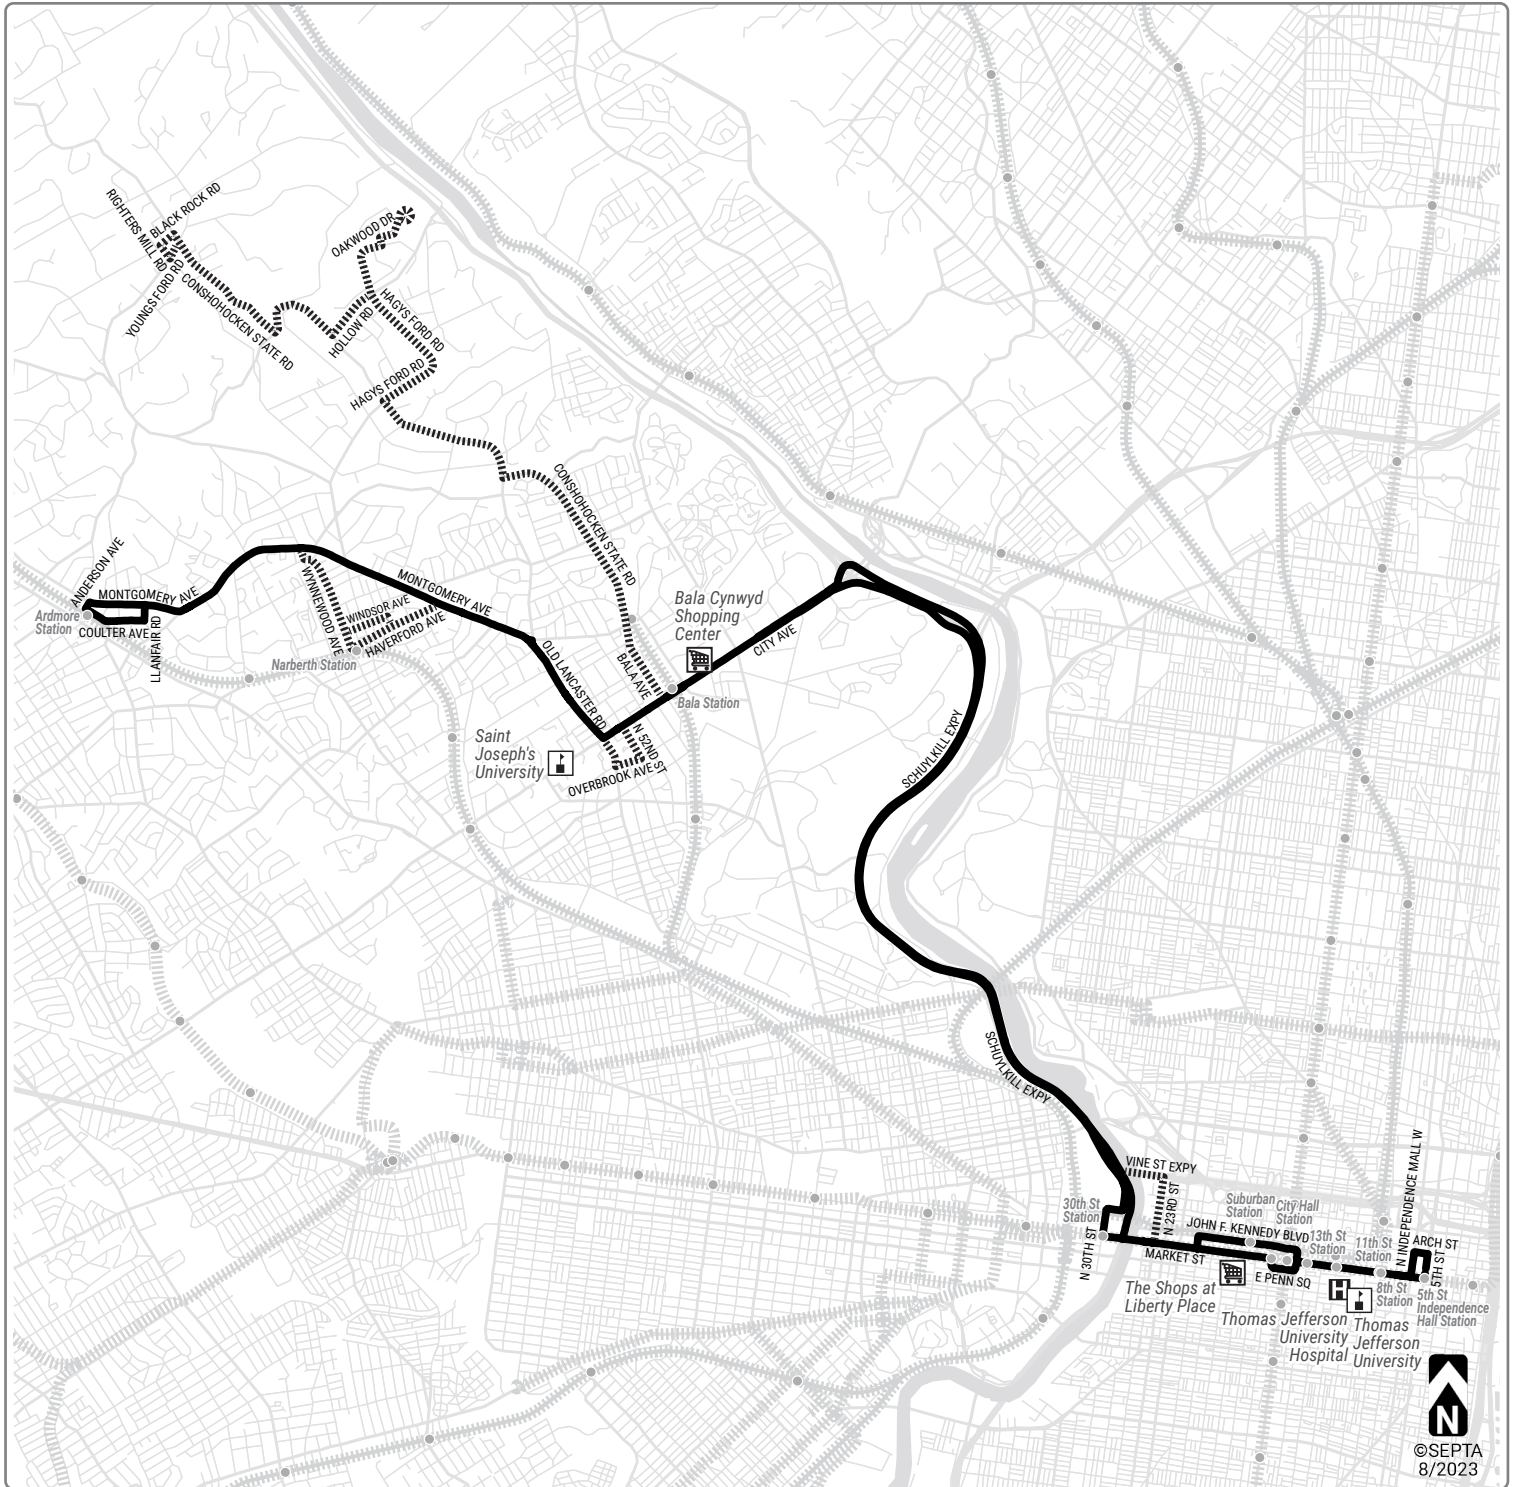 BLACK ROCK RD
RIGHTERS MILL RD
YOUNGS FORD RD
CONSHOHOCKEN STATE RD
OAKWOOD DR
HOLLOW RD
HAGYS FORD RD
HAGYS FORD RD
CONSHOHOCKEN STATE RD
ANDERSON AVE
MONTGOMERY AVE
Ardmore
Station
COULTER AVE
LLANFAIR RD
WYNNEWOOD AVE
MONTGOMERY AVE
WINDSOR AVE
HAVERFORD AVE
Narberth Station
OLD LANCASTER RD
BALA AVE
Bala Cynwyd
Shopping
Center
CITY AVE
Bala Station
Saint
Joseph's
University
N 52ND ST
OVERBROOK AVE
SCHUYLKILL EXPY
SCHUYLKILL EXPY
VINE ST EXPY
N 23RD ST
30th St
Station
N 30TH ST
Suburban
Station
City Hall
Station
JOHN F. KENNEDY BLVD
MARKET ST
13th St
Station
11th St
Station
N INDEPENDENCE MALL W
ARCH ST
5TH ST
E PENN SQ
The Shops at
Liberty Place
H
8th St
Station
5th St
Independence
Hall Station
Thomas Jefferson
University
Hospital
Thomas
Jefferson
University
N
©SEPTA
8/2023